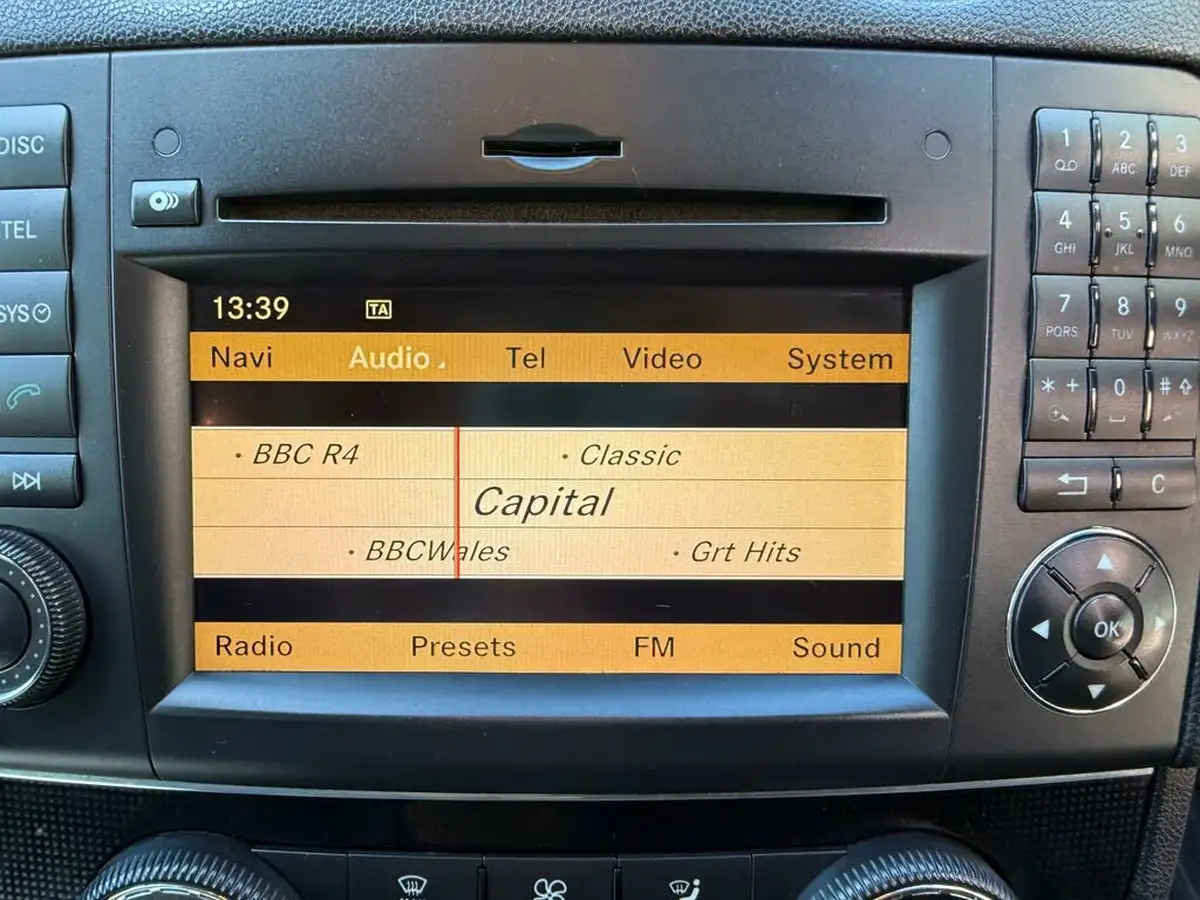 DISC
TEL
SYS
13:39 TA
Navi Audio Tel Video System
BBC R4 Classic
Capital
BBCWales Grt Hits
Radio Presets FM Sound
1 2 ABC 3 DEF
4 GHI 5 JKL 6 MNO
7 PQRS 8 TUV 9 WXYZ
* + 0 #
C
OK